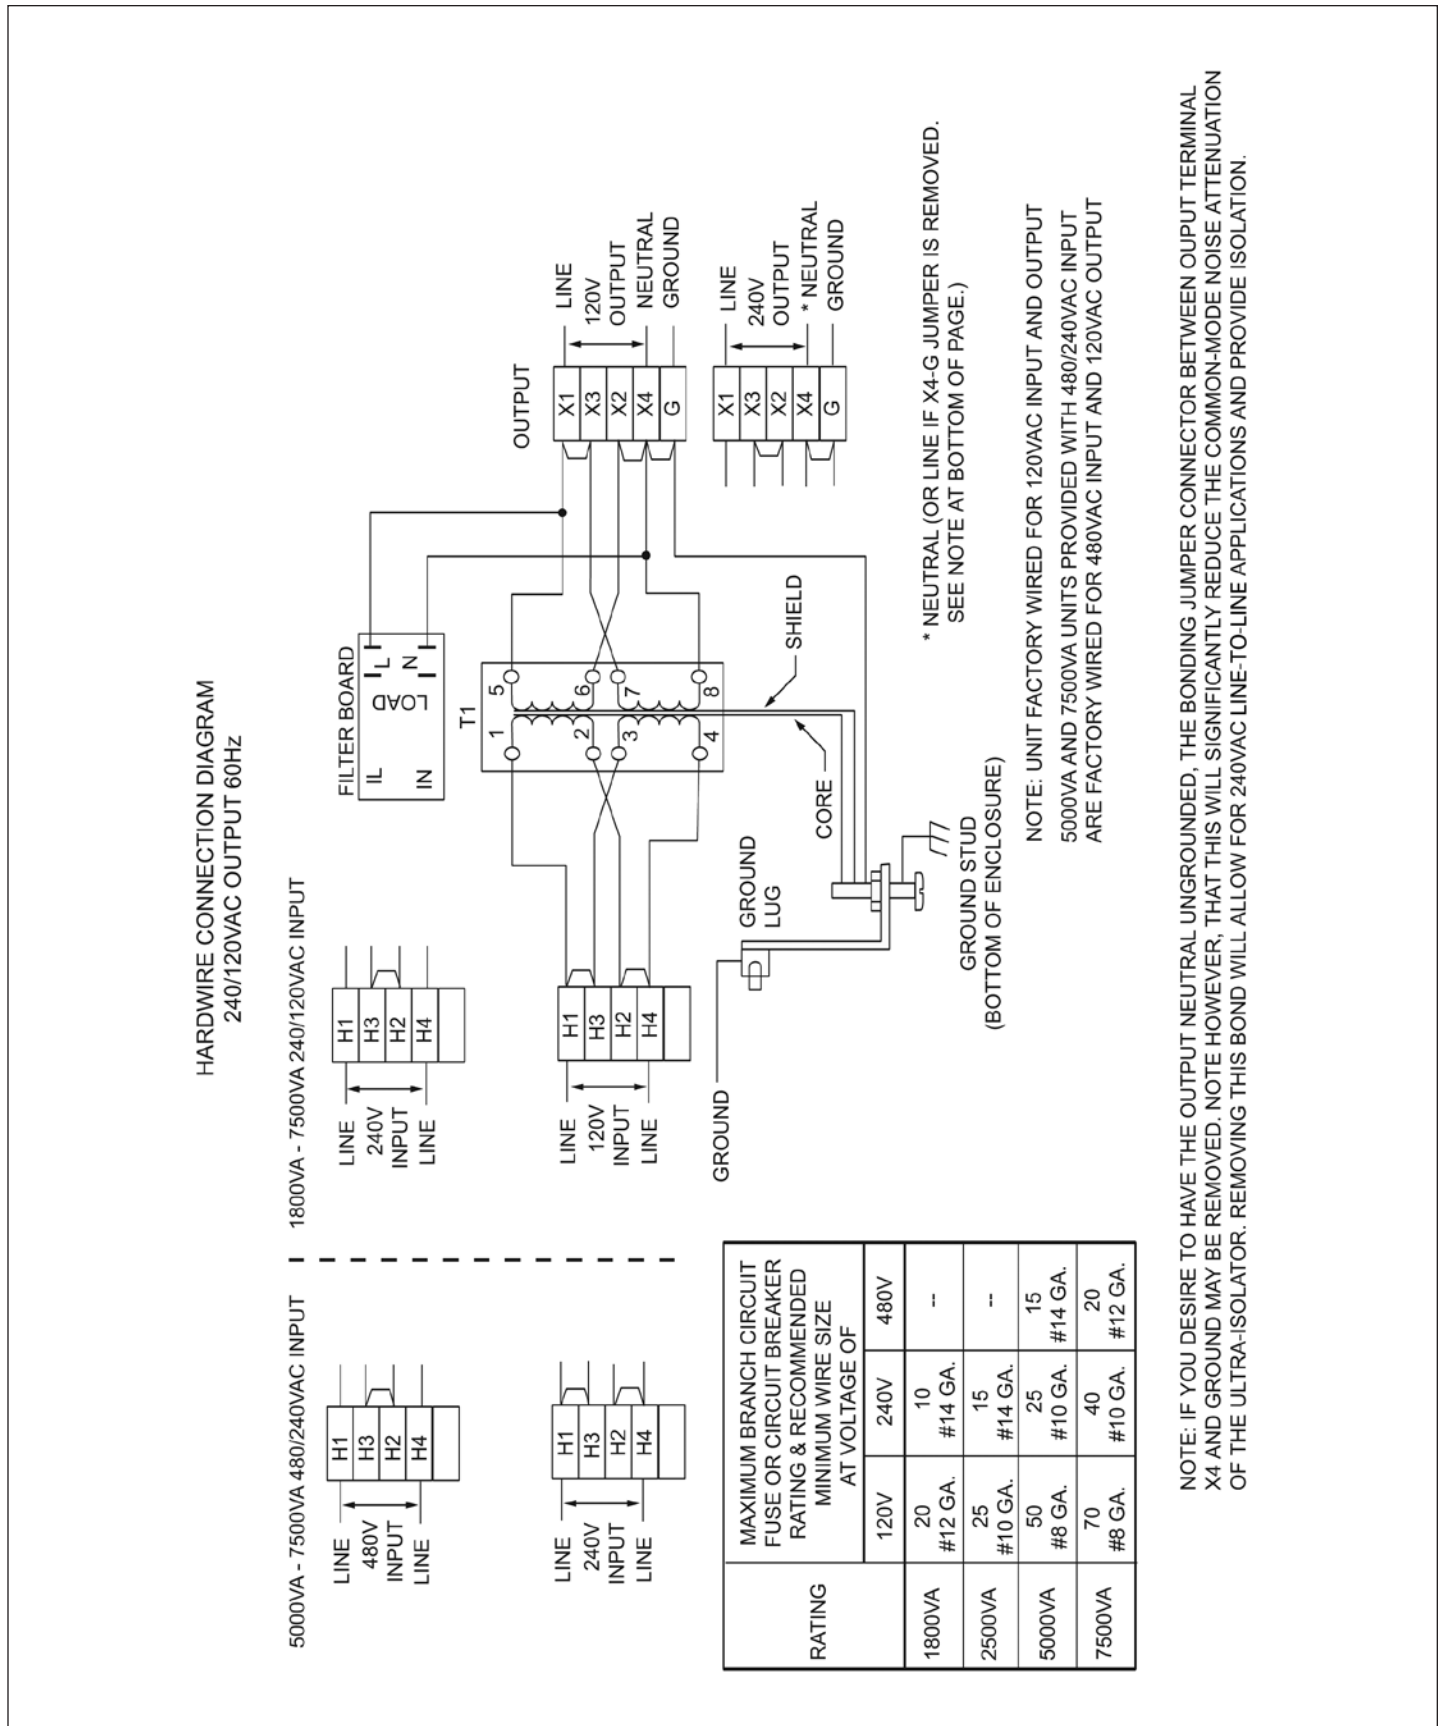 HARDWIRE CONNECTION DIAGRAM
240/120VAC OUTPUT 60Hz
5000VA - 7500VA 480/240VAC INPUT
1800VA - 7500VA 240/120VAC INPUT
LINE
480V
INPUT
LINE
H1
H3
H2
H4
LINE
240V
INPUT
LINE
H1
H3
H2
H4
LINE
240V
INPUT
LINE
H1
H3
H2
H4
LINE
120V
INPUT
LINE
H1
H3
H2
H4
FILTER BOARD
IL
IN
LOAD
L
N
T1
1
2
3
4
5
6
7
8
OUTPUT
X1
X3
X2
X4
G
LINE
120V
OUTPUT
NEUTRAL
GROUND
X1
X3
X2
X4
G
LINE
240V
OUTPUT
* NEUTRAL
GROUND
GROUND
GROUND
LUG
CORE
SHIELD
GROUND STUD
(BOTTOM OF ENCLOSURE)
* NEUTRAL (OR LINE IF X4-G JUMPER IS REMOVED.
SEE NOTE AT BOTTOM OF PAGE.)
NOTE: UNIT FACTORY WIRED FOR 120VAC INPUT AND OUTPUT
5000VA AND 7500VA UNITS PROVIDED WITH 480/240VAC INPUT
ARE FACTORY WIRED FOR 480VAC INPUT AND 120VAC OUTPUT
RATING
MAXIMUM BRANCH CIRCUIT
FUSE OR CIRCUIT BREAKER
RATING & RECOMMENDED
MINIMUM WIRE SIZE
AT VOLTAGE OF
120V 240V 480V
1800VA 20 #12 GA. 10 #14 GA. --
2500VA 25 #10 GA. 15 #14 GA. --
5000VA 50 #8 GA. 25 #10 GA. 15 #14 GA.
7500VA 70 #8 GA. 40 #10 GA. 20 #12 GA.
NOTE: IF YOU DESIRE TO HAVE THE OUTPUT NEUTRAL UNGROUNDED, THE BONDING JUMPER CONNECTOR BETWEEN OUPUT TERMINAL
X4 AND GROUND MAY BE REMOVED. NOTE HOWEVER, THAT THIS WILL SIGNIFICANTLY REDUCE THE COMMON-MODE NOISE ATTENUATION
OF THE ULTRA-ISOLATOR. REMOVING THIS BOND WILL ALLOW FOR 240VAC LINE-TO-LINE APPLICATIONS AND PROVIDE ISOLATION.